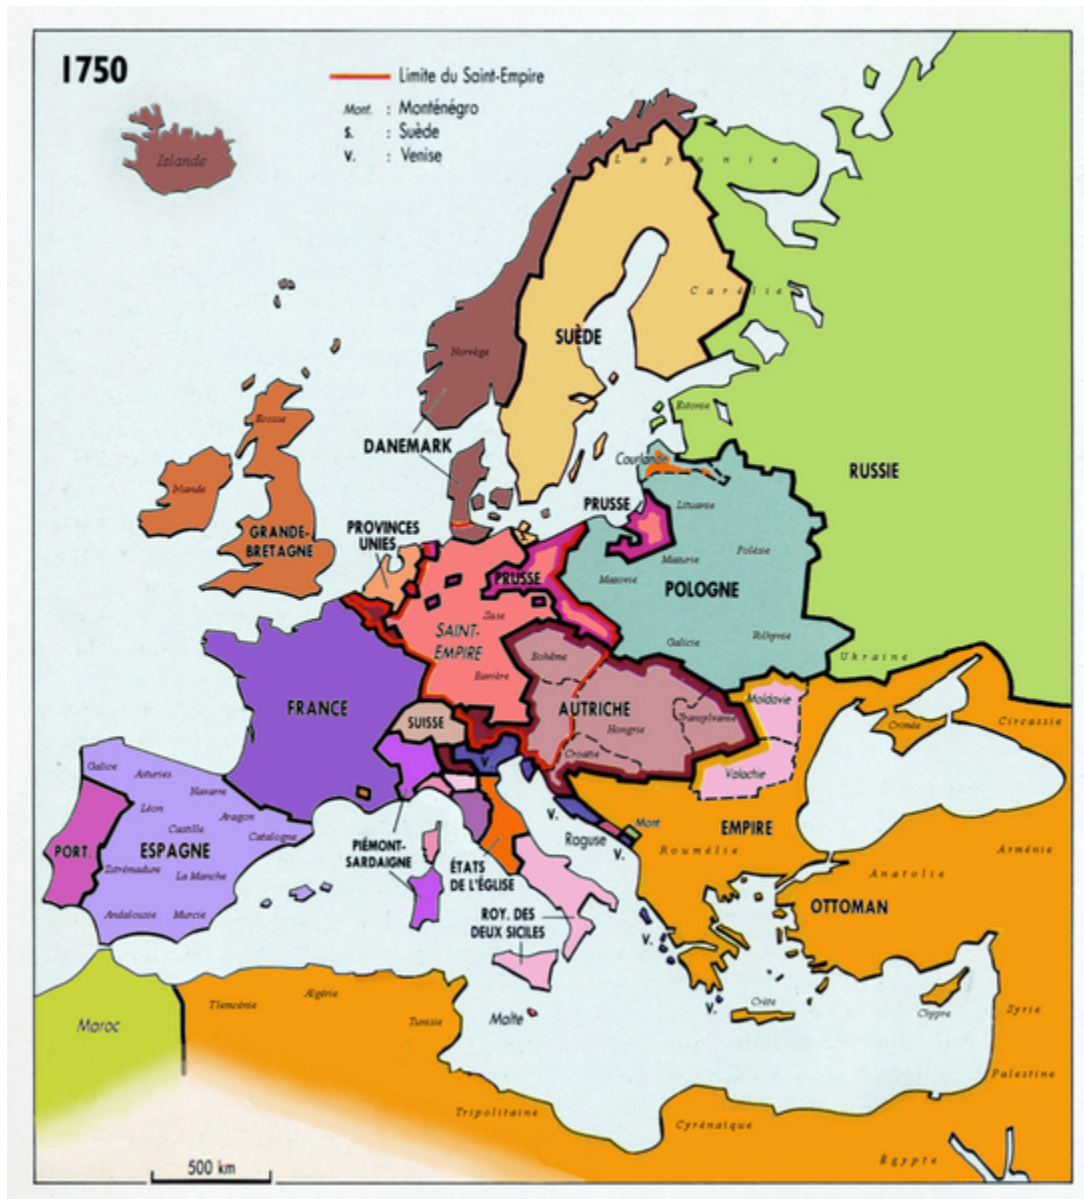 1750
Limite du Saint-Empire
Mont. : Monténégro
S. : Suède
V. : Venise
Islande
Laponie
Carélie
SUÈDE
Norvège
Ecosse
DANEMARK
Estonie
Courlande
RUSSIE
Irlande
GRANDE-
BRETAGNE
PROVINCES
UNIES
PRUSSE
Lituanie
PRUSSE
Polésie
Mazurie
Mazovie
POLOGNE
Saxe
SAINT-
EMPIRE
Galicie
Volhynie
Bohême
Bavière
Ukraine
FRANCE
SUISSE
AUTRICHE
Hongrie
Transylvanie
Moldavie
Crimée
Circassie
Croatie
V.
Valachie
Galice
Asturies
Navarre
Léon
Aragon
Castille
Catalogne
PORT.
ESPAGNE
Estrémadure
La Manche
Andalousie
Murcie
PIÉMONT-
SARDAIGNE
ÉTATS
DE L'ÉGLISE
V.
Raguse
V.
Mont.
EMPIRE
Roumélie
Arménie
Anatolie
OTTOMAN
ROY. DES
DEUX SICILES
V.
V.
Crète
Chypre
Syrie
Maroc
Tlemcénie
Algérie
Tunisie
Malte
Palestine
Tripolitaine
Cyrénaïque
Égypte
500 km